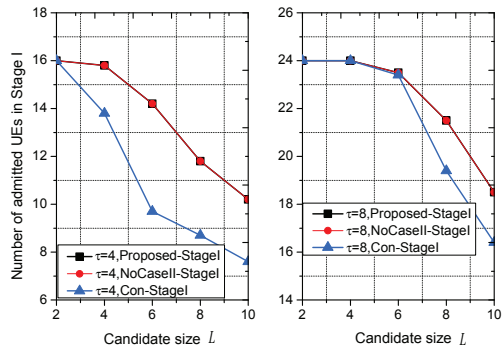 Number of admitted UEs in Stage I
18
16
14
12
10
8
6
τ=4,Proposed-StageI
τ=4,NoCaseII-StageI
τ=4,Con-StageI
2 4 6 8 10
Candidate size L
26
24
22
20
18
16
14
τ=8,Proposed-StageI
τ=8,NoCaseII-StageI
τ=8,Con-StageI
2 4 6 8 10
Candidate size L